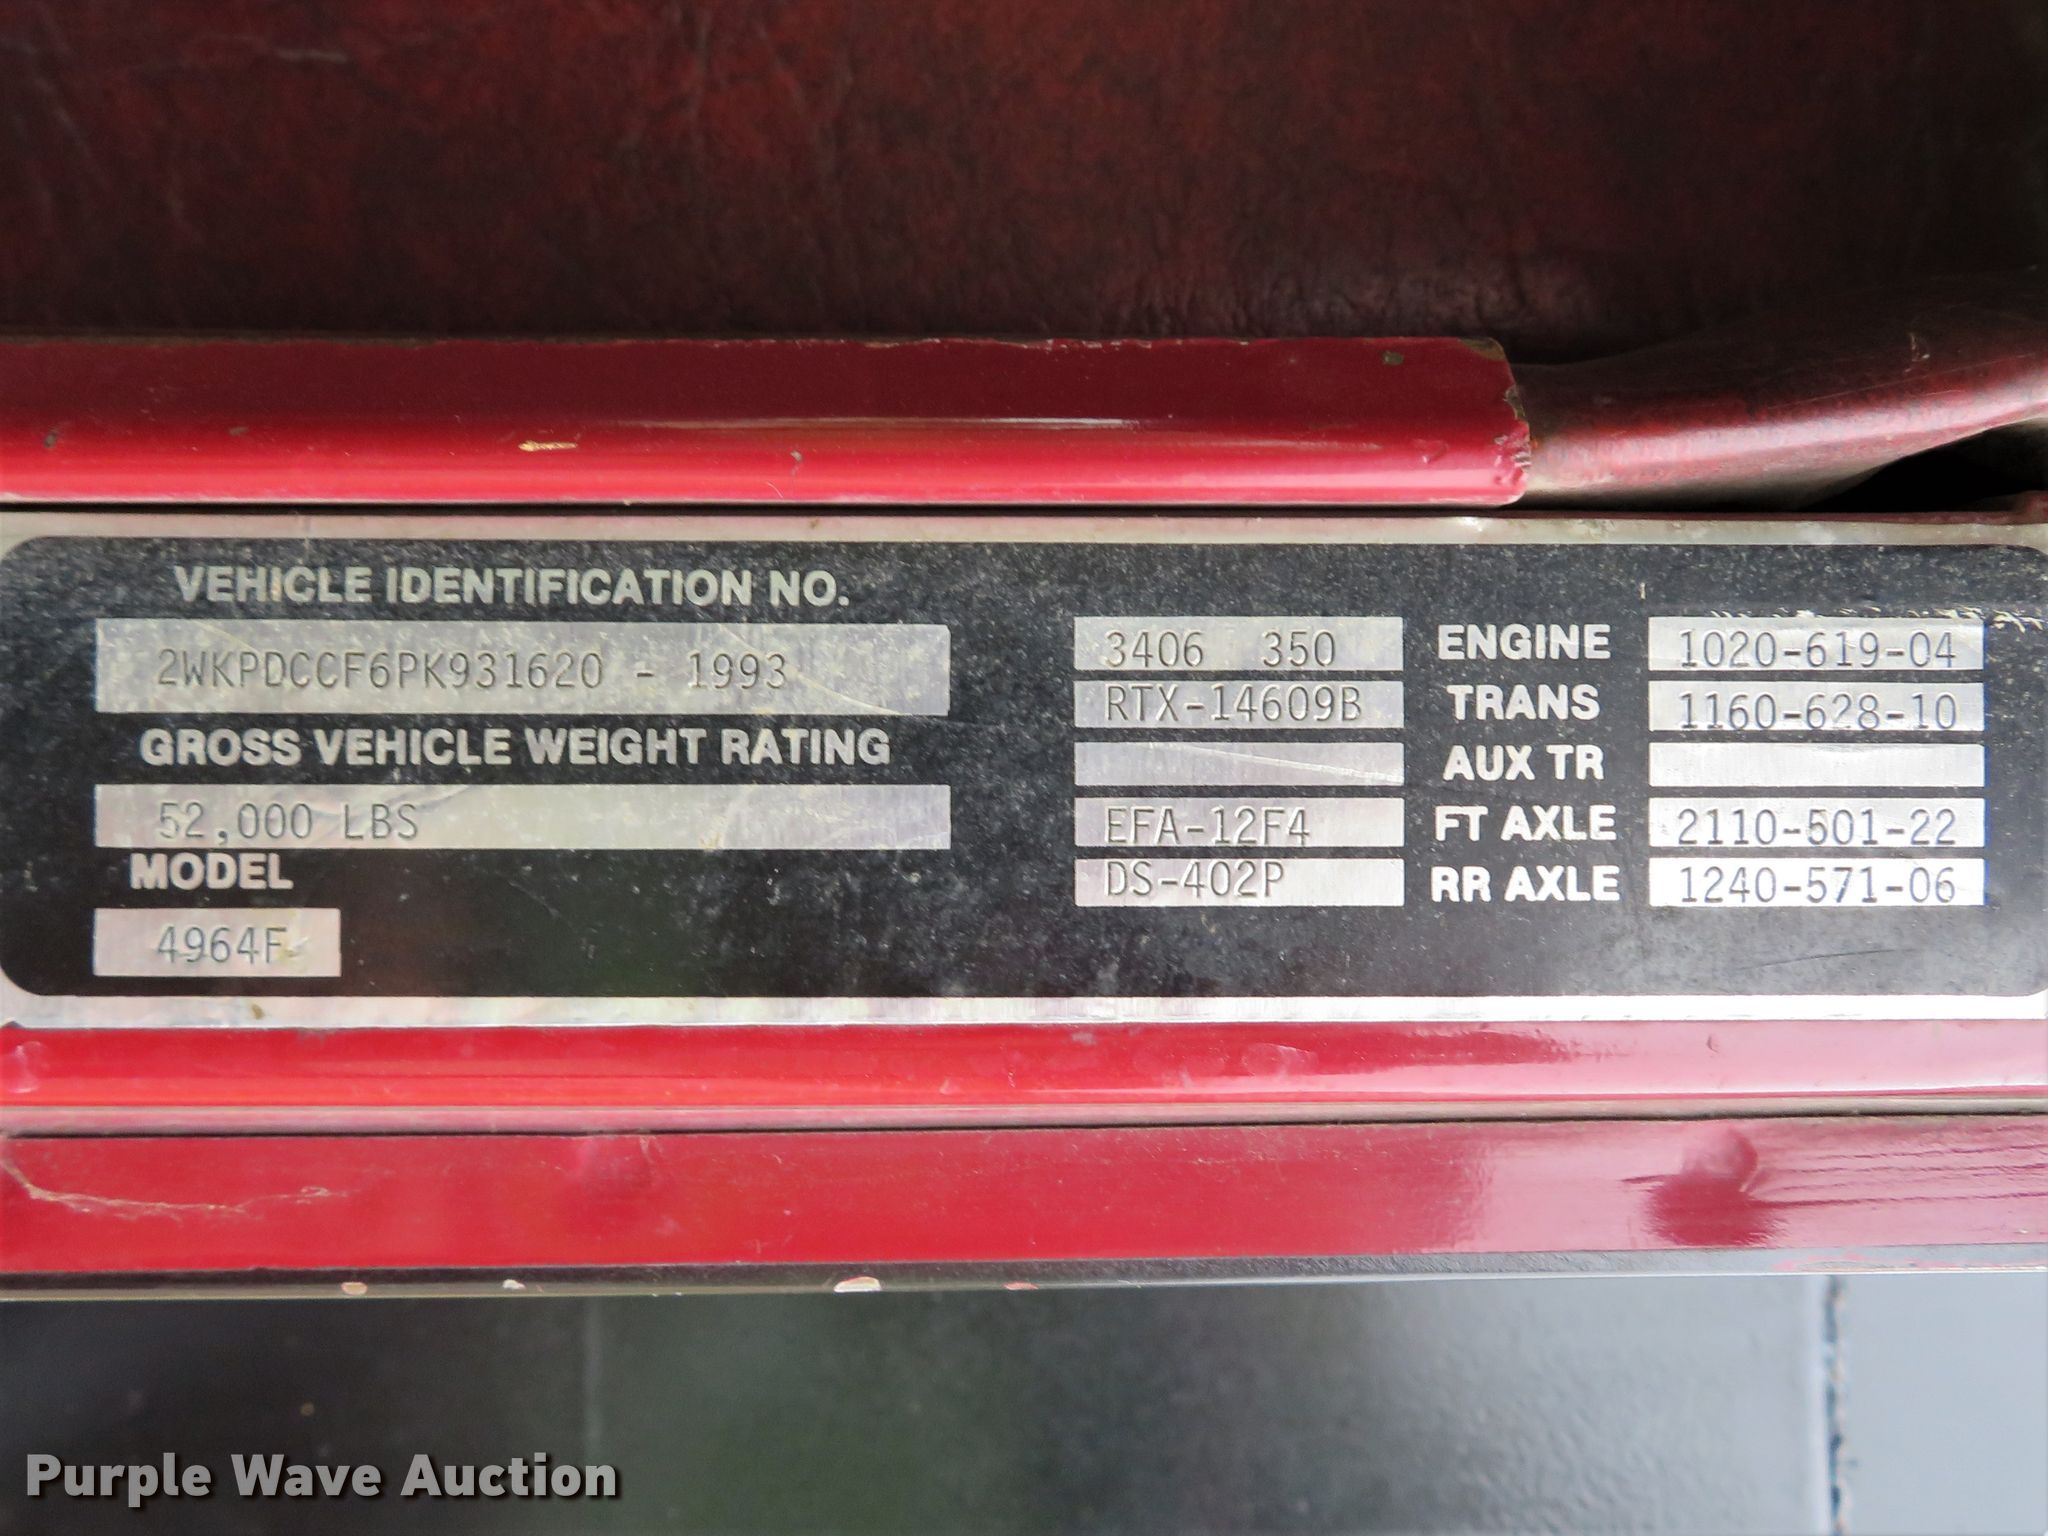 VEHICLE IDENTIFICATION NO.
2WKPDCCF6PK931620 - 1993
GROSS VEHICLE WEIGHT RATING
52,000 LBS
MODEL
4964F
3406 350 ENGINE 1020-619-04
RTX-14609B TRANS 1160-628-10
AUX TR
EFA-12F4 FT AXLE 2110-501-22
DS-402P RR AXLE 1240-571-06
Purple Wave Auction